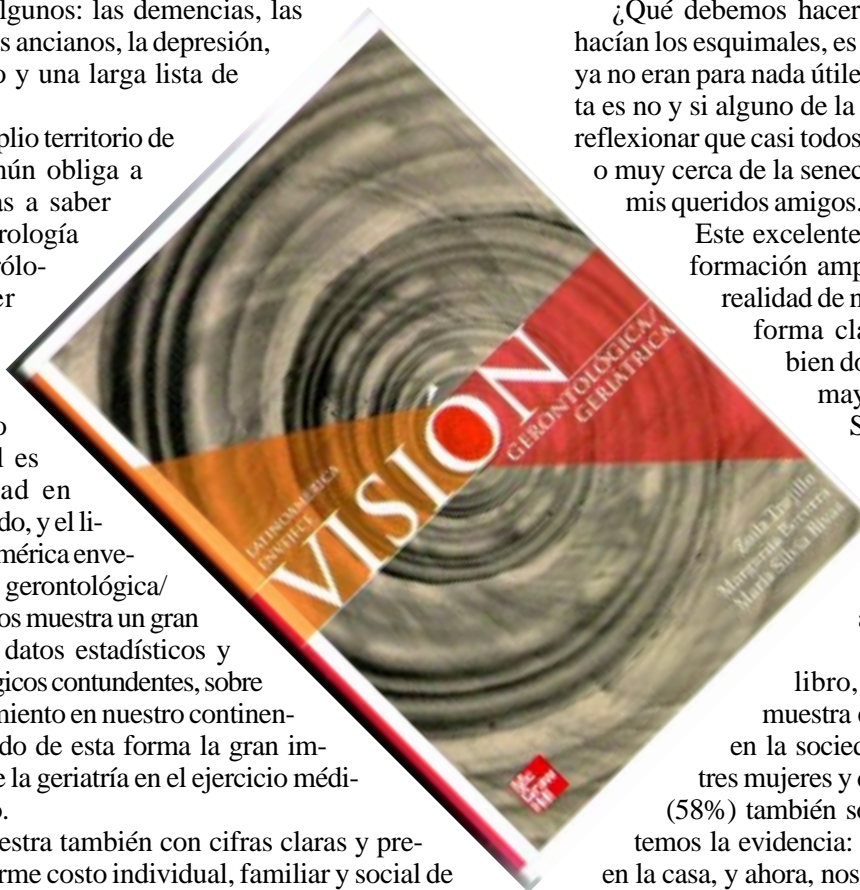 lgunos: las demencias, las
s ancianos, la depresión,
o y una larga lista de
plio territorio de
mún obliga a
as a saber
rología
rólo-
er
o
l es
ad en
do, y el li-
mérica enve-
gerontológica/
os muestra un gran
datos estadísticos y
gicos contundentes, sobre
miento en nuestro continen-
do de esta forma la gran im-
e la geriatría en el ejercicio médi-
o.
estra también con cifras claras y pre-
rme costo individual, familiar y social de
LATINOAMÉRICA
ENVEJECE
VISIÓN
GERONTOLÓGICA/
GERIÁTRICA
Zoila Trujillo
Margarita Becerra
María Silvia Rivas
Mc
Graw
Hill
¿Qué debemos hacer
hacían los esquimales, es
ya no eran para nada útile
ta es no y si alguno de la
reflexionar que casi todos
o muy cerca de la senec
mis queridos amigos.
Este excelente
formación amp
realidad de n
forma cla
bien do
may
S
a
libro,
muestra e
en la socied
tres mujeres y c
(58%) también so
temos la evidencia:
en la casa, y ahora, nos